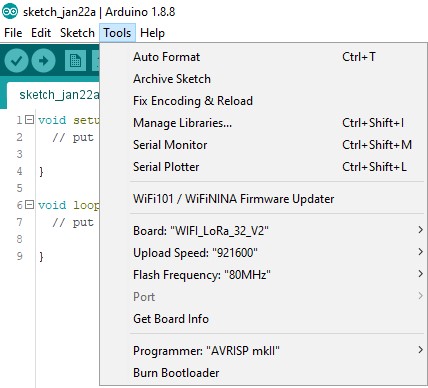 sketch_jan22a | Arduino 1.8.8
File Edit Sketch Tools Help
Auto Format Ctrl+T
Archive Sketch
Fix Encoding & Reload
Manage Libraries... Ctrl+Shift+I
Serial Monitor Ctrl+Shift+M
Serial Plotter Ctrl+Shift+L
WiFi101 / WiFiNINA Firmware Updater
Board: "WIFI_LoRa_32_V2"
Upload Speed: "921600"
Flash Frequency: "80MHz"
Port
Get Board Info
Programmer: "AVRISP mkII"
Burn Bootloader
sketch_jan22a
1 void setu
2 // put
3
4 }
5
6 void loop
7 // put
8
9 }